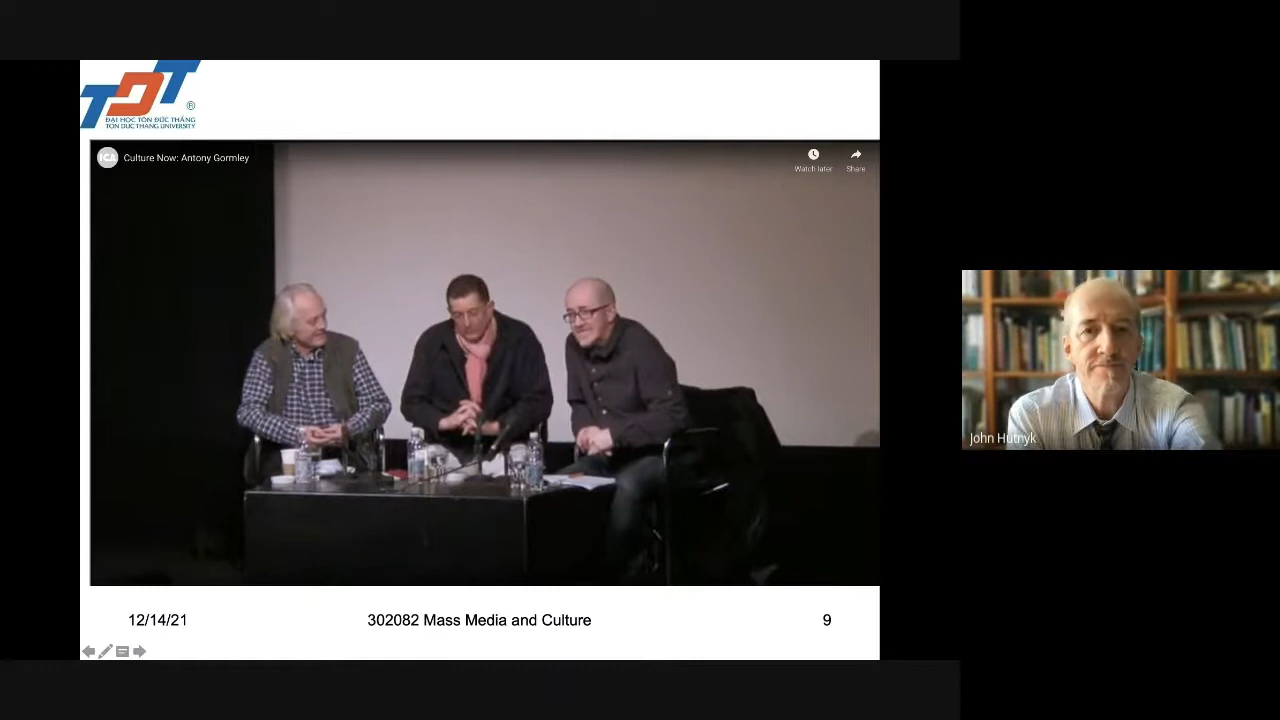 TDT
®
ĐẠI HỌC TÔN ĐỨC THẮNG
TON DUC THANG UNIVERSITY
ICA
Culture Now: Antony Gormley
Watch later
Share
John Hutnyk
12/14/21
302082 Mass Media and Culture
9